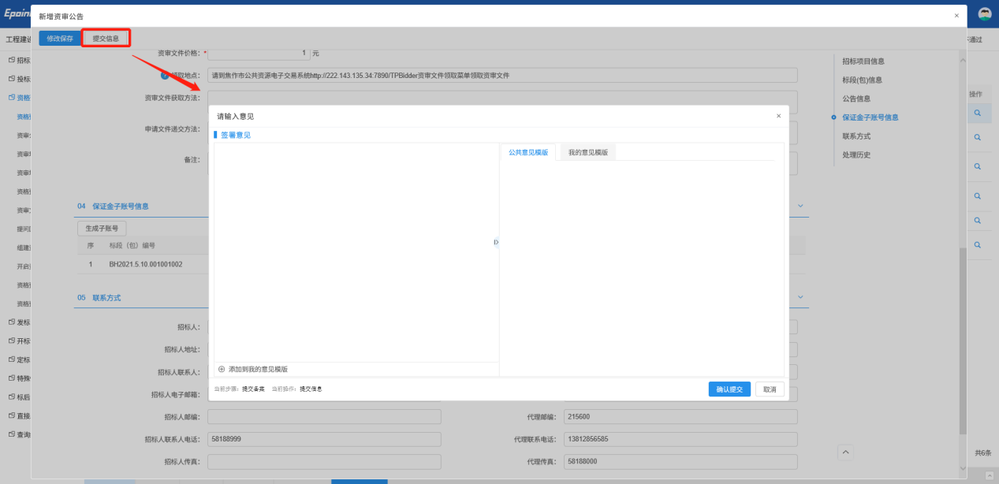 Epoint
新增资审公告
×
修改保存
提交信息
工程建设
不通过
招标
投标
资格
资格
资审
资审
资审
资格
资审
提问
组建
开启
资格
资格
发标
开标
定标
特殊
标后
直接
查询
资审文件价格：
* 1 元
领取地点：
请到焦作市公共资源电子交易系统http://222.143.135.34:7890/TPBidder资审文件领取菜单领取资审文件
资审文件获取方法：
申请文件递交方法：
备注：
04 保证金子账号信息
生成子账号
序 标段（包）编号
1 BH2021.5.10.001001002
05 联系方式
招标人：
招标人地址：
招标人联系人：
招标人电子邮箱：
招标人邮编：
代理邮编： 215600
招标人联系人电话： 58188999
代理联系电话： 13812856585
招标人传真：
代理传真： 58188000
请输入意见
×
签署意见
公共意见模版 我的意见模版
添加到我的意见模版
当前步骤：提交备案 当前操作：提交信息
确认提交 取消
招标项目信息
标段(包)信息
公告信息
保证金子账号信息
联系方式
处理历史
操作
共6条